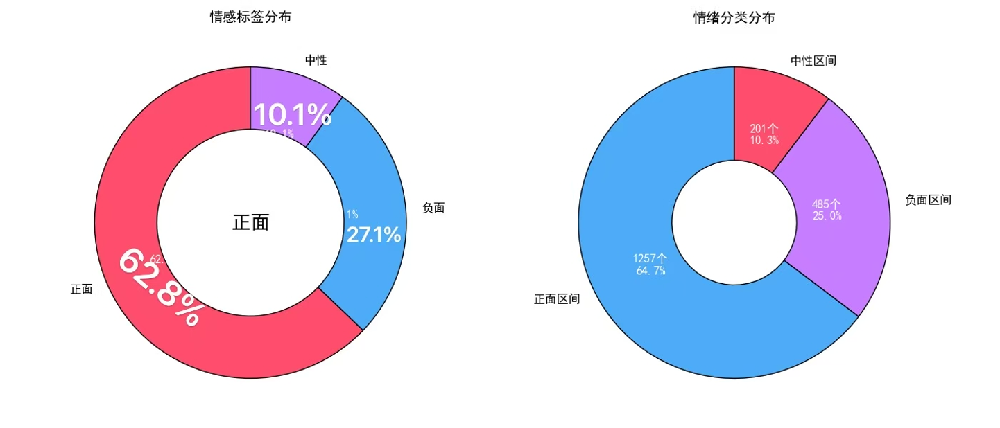 情感标签分布
中性
10.1%
1%
负面
27.1%
正面
62.
62.8%
正面
情绪分类分布
中性区间
201个
10.3%
485个
25.0%
负面区间
1257个
64.7%
正面区间